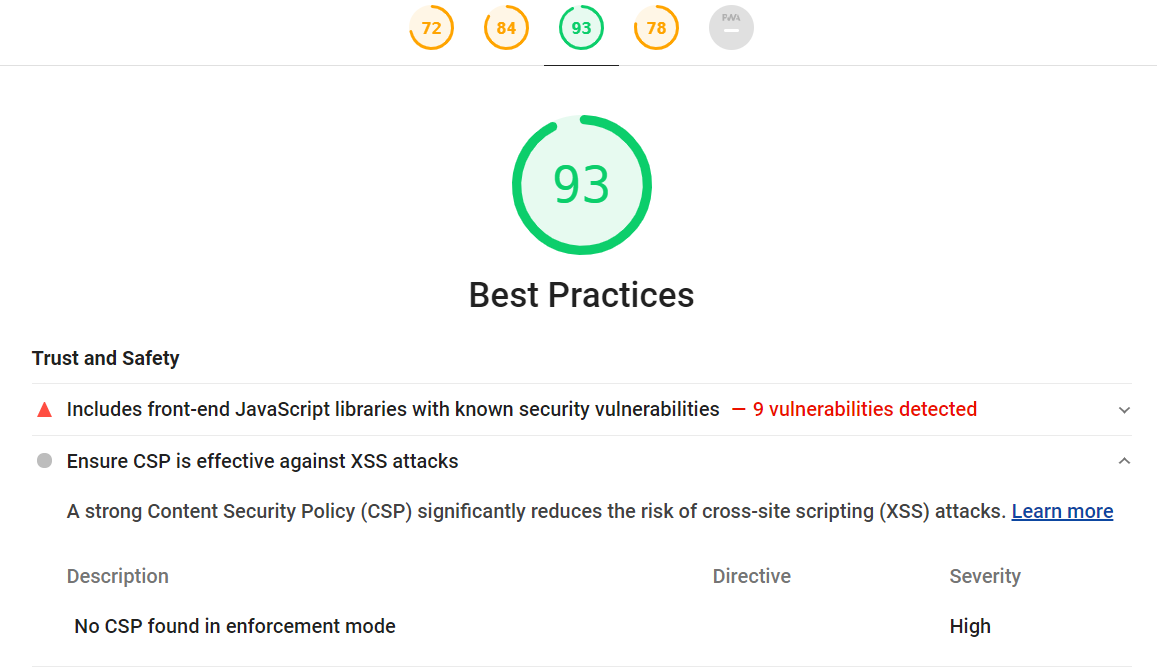 72 84 93 78 PWA
93
Best Practices
Trust and Safety
Includes front-end JavaScript libraries with known security vulnerabilities — 9 vulnerabilities detected
Ensure CSP is effective against XSS attacks
A strong Content Security Policy (CSP) significantly reduces the risk of cross-site scripting (XSS) attacks. Learn more
Description Directive Severity
No CSP found in enforcement mode High